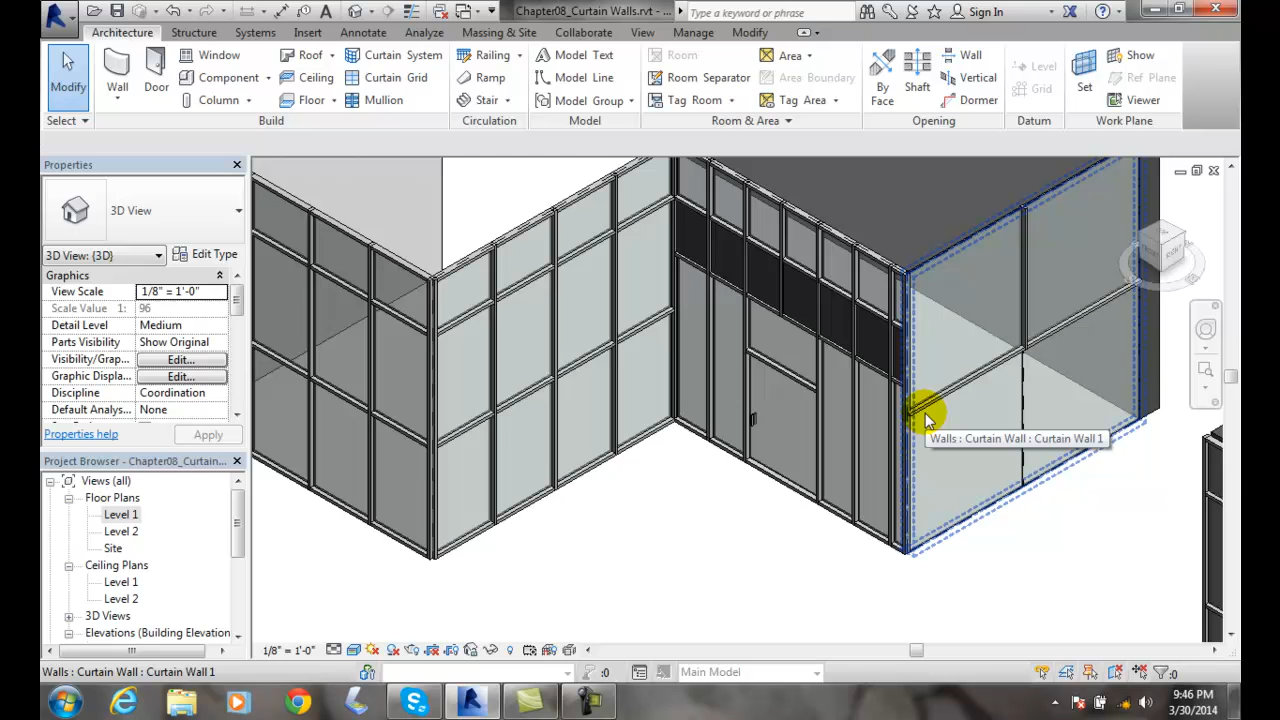 Chapter08_Curtain Walls.rvt - ...
Type a keyword or phrase
Sign In
Architecture
Structure
Systems
Insert
Annotate
Analyze
Massing & Site
Collaborate
View
Manage
Modify
Modify
Wall
Door
Window
Component
Column
Roof
Ceiling
Floor
Curtain System
Curtain Grid
Mullion
Railing
Ramp
Stair
Model Text
Model Line
Model Group
Room
Room Separator
Tag Room
Area
Area Boundary
Tag Area
By Face
Shaft
Wall
Vertical
Dormer
Level
Grid
Set
Show
Ref Plane
Viewer
Select
Build
Circulation
Model
Room & Area
Opening
Datum
Work Plane
Properties
3D View
3D View: {3D}
Edit Type
Graphics
View Scale 1/8" = 1'-0"
Scale Value 1: 96
Detail Level Medium
Parts Visibility Show Original
Visibility/Grap... Edit...
Graphic Displa... Edit...
Discipline Coordination
Default Analys... None
Properties help
Apply
Project Browser - Chapter08_Curtain...
Views (all)
Floor Plans
Level 1
Level 2
Site
Ceiling Plans
Level 1
Level 2
3D Views
Elevations (Building Elevation
Walls : Curtain Wall : Curtain Wall 1
1/8" = 1'-0"
Walls : Curtain Wall : Curtain Wall 1
:0
Main Model
:0
9:46 PM
3/30/2014